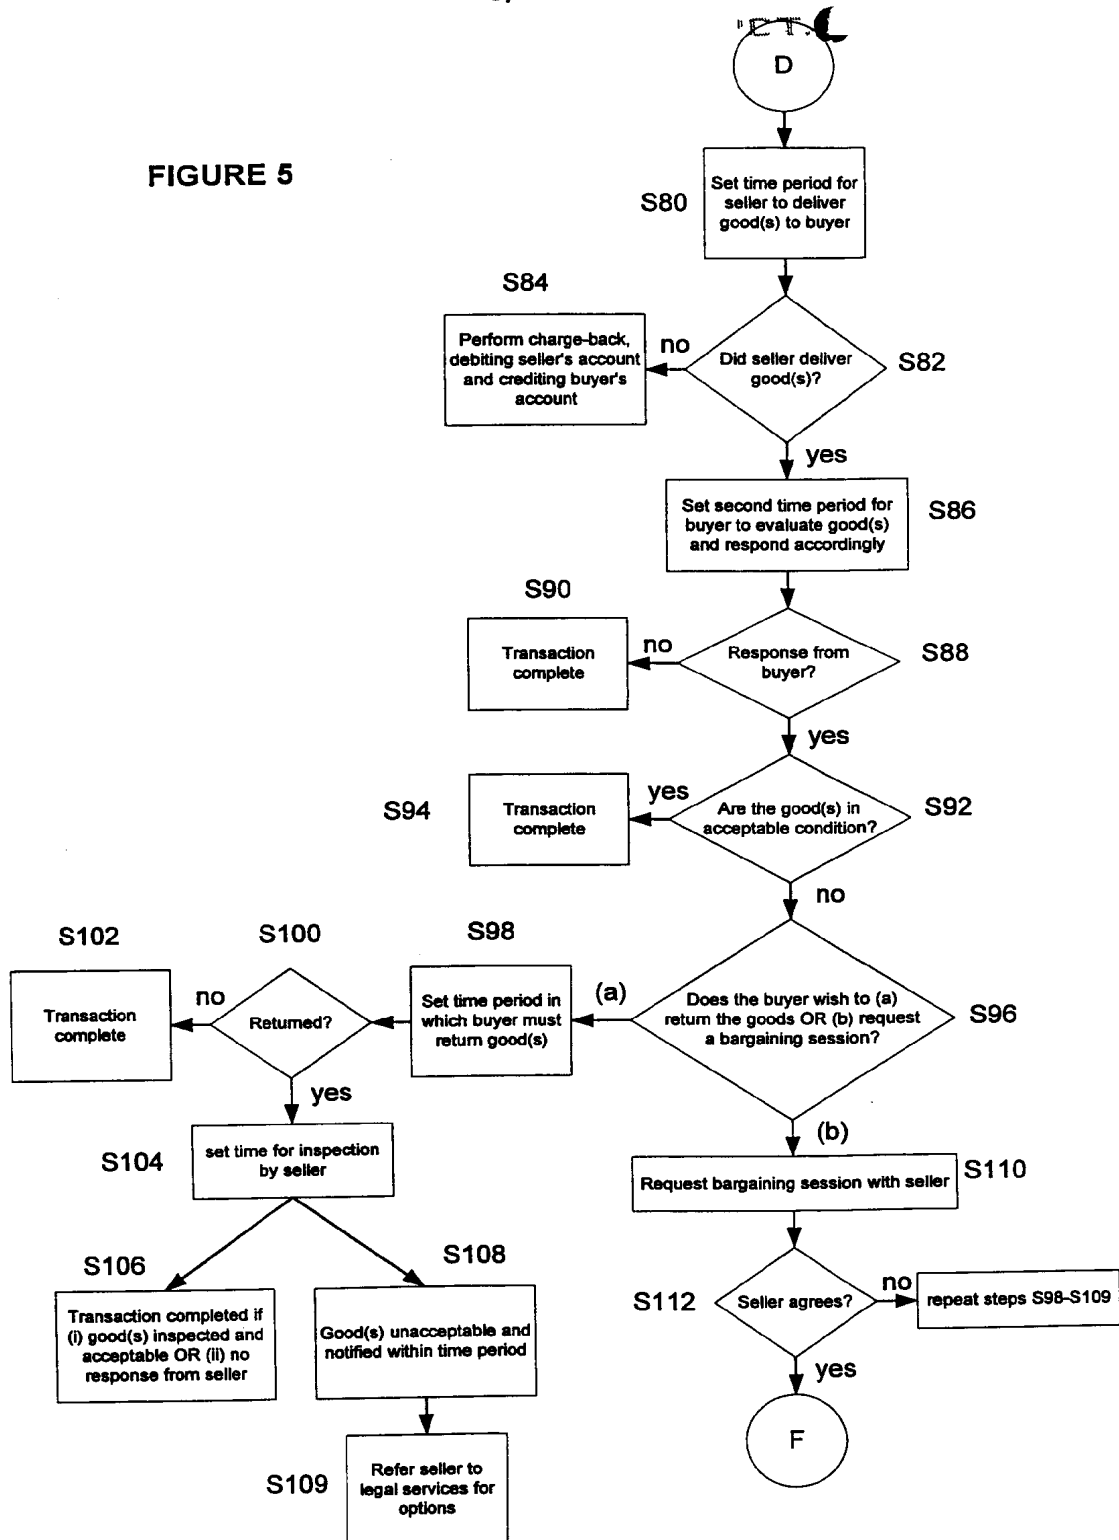 D
FIGURE 5
S80
Set time period for
seller to deliver
good(s) to buyer
S84
Perform charge-back,
debiting seller's account
and crediting buyer's
account
no
Did seller deliver
good(s)?
S82
yes
Set second time period for
buyer to evaluate good(s)
and respond accordingly
S86
S90
Transaction
complete
no
Response from
buyer?
S88
yes
S94
Transaction
complete
yes
Are the good(s) in
acceptable condition?
S92
no
S102
S100
S98
Transaction
complete
no
Returned?
Set time period in
which buyer must
return good(s)
(a)
Does the buyer wish to (a)
return the goods OR (b) request
a bargaining session?
S96
yes
(b)
S104
set time for inspection
by seller
Request bargaining session with seller
S110
S106
S108
Transaction completed if
(i) good(s) inspected and
acceptable OR (ii) no
response from seller
Good(s) unacceptable and
notified within time period
S112
Seller agrees?
no
repeat steps S98-S109
yes
F
S109
Refer seller to
legal services for
options